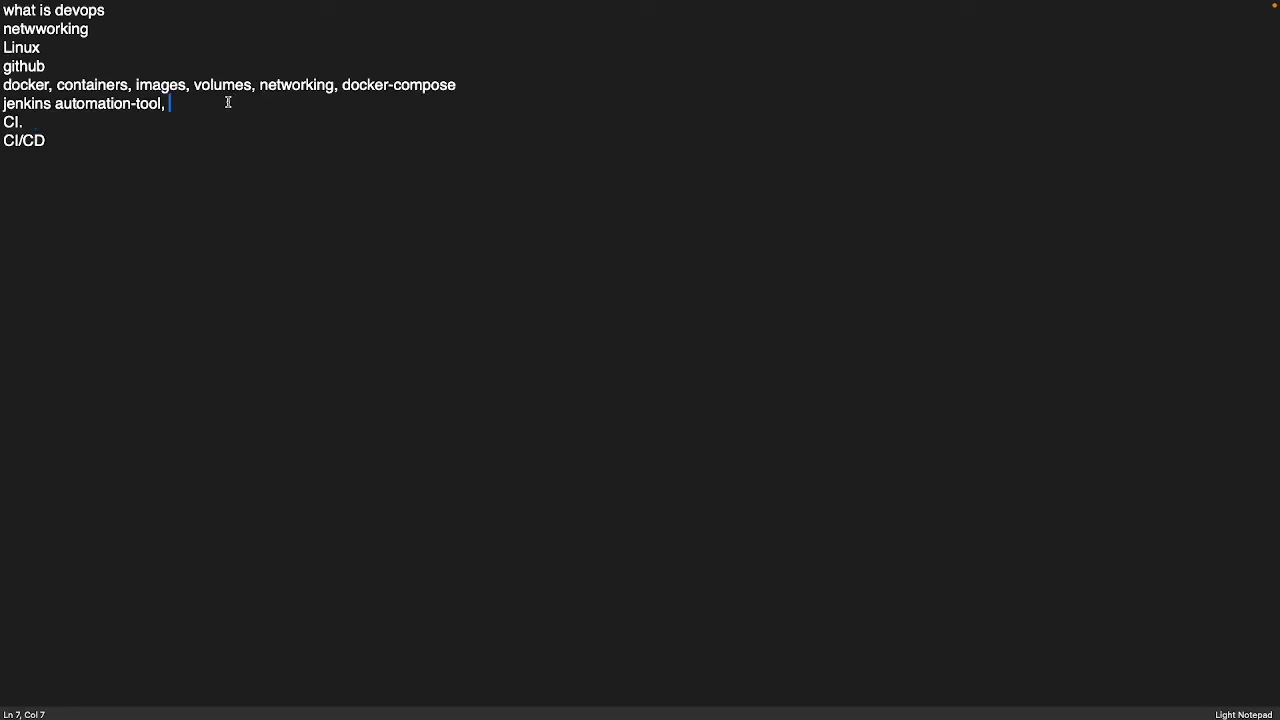 what is devops
netwworking
Linux
github
docker, containers, images, volumes, networking, docker-compose
jenkins automation-tool,
CI.
CI/CD
Ln 7, Col 7
Light Notepad